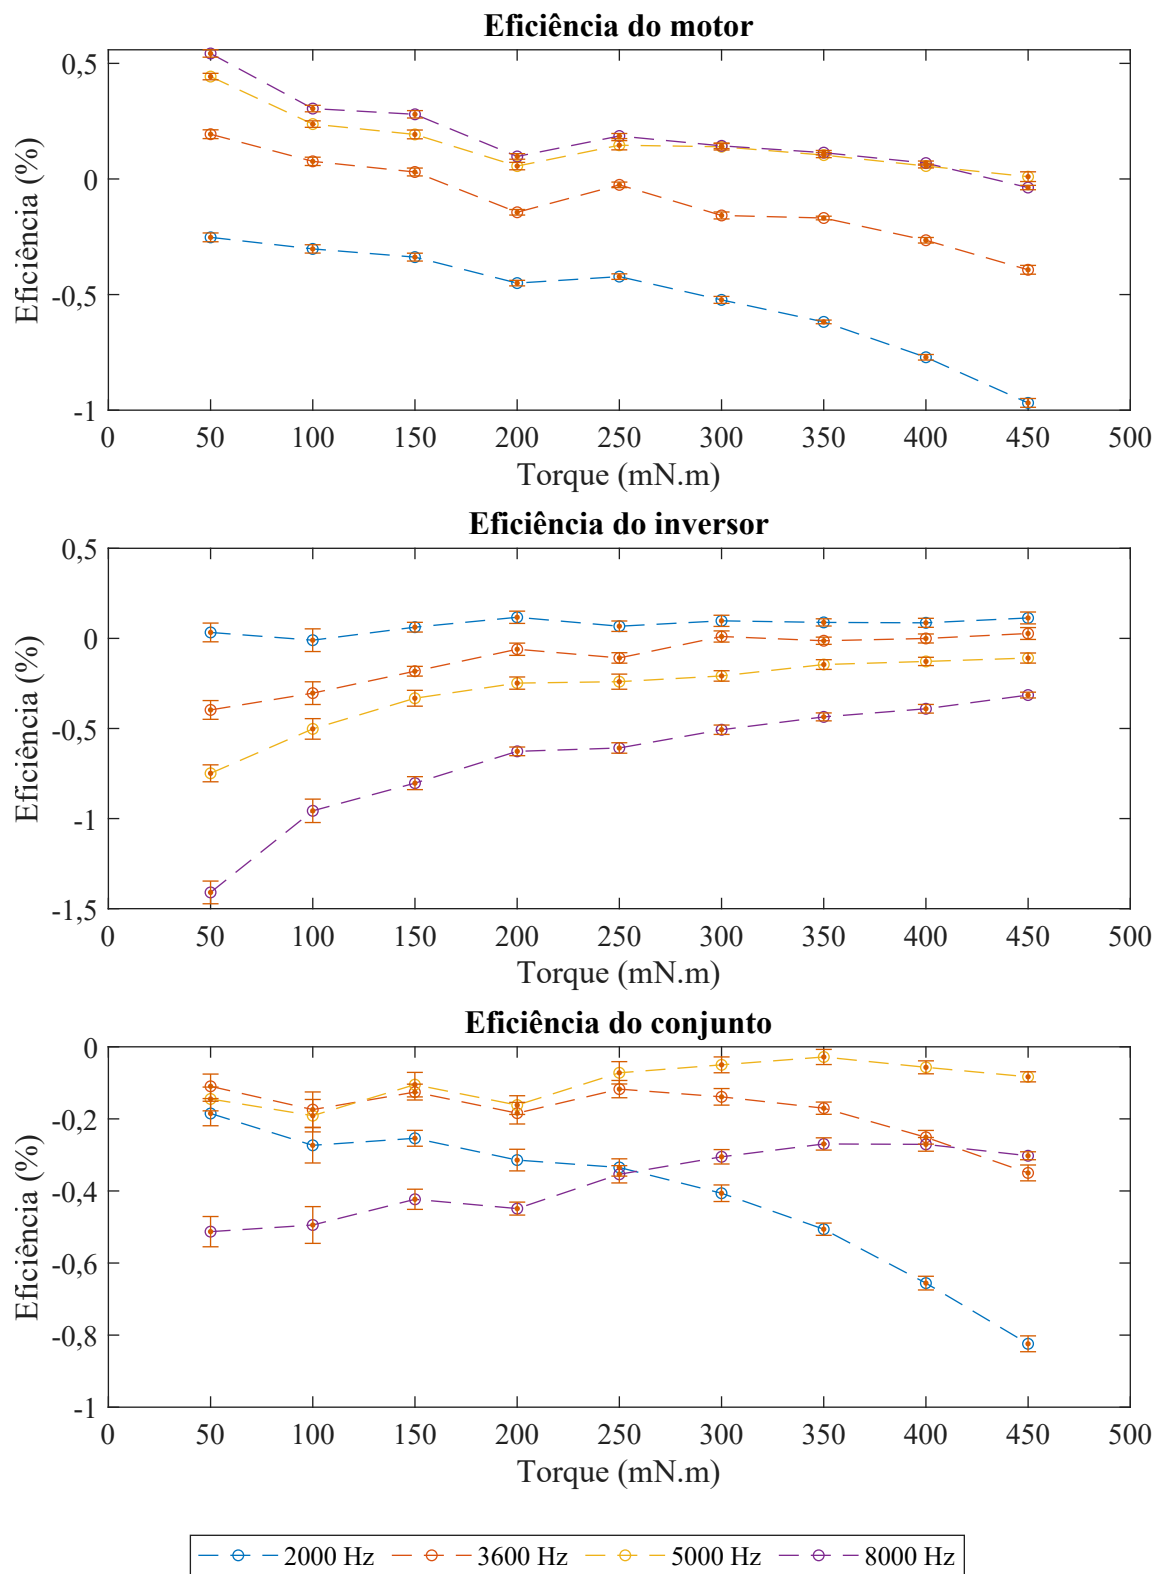 Eficiência do motor
0,5
0
-0,5
-1
Eficiência (%)
0 50 100 150 200 250 300 350 400 450 500
Torque (mN.m)
Eficiência do inversor
0,5
0
-0,5
-1
-1,5
Eficiência (%)
0 50 100 150 200 250 300 350 400 450 500
Torque (mN.m)
Eficiência do conjunto
0
-0,2
-0,4
-0,6
-0,8
-1
Eficiência (%)
0 50 100 150 200 250 300 350 400 450 500
Torque (mN.m)
2000 Hz 3600 Hz 5000 Hz 8000 Hz